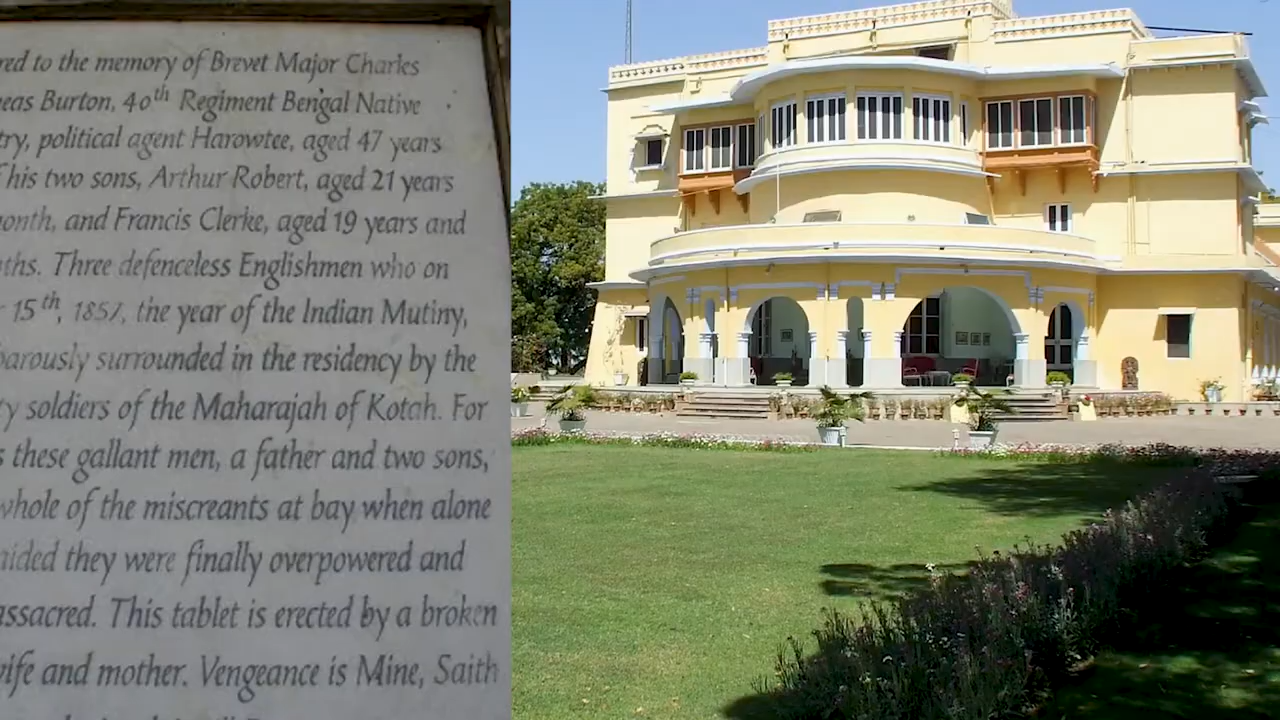 red to the memory of Brevet Major Charles
eas Burton, 40th Regiment Bengal Native
try, political agent Harowtee, aged 47 years
his two sons, Arthur Robert, aged 21 years
month, and Francis Clerke, aged 19 years and
ths. Three defenceless Englishmen who on
15th, 1857, the year of the Indian Mutiny,
barously surrounded in the residency by the
ty soldiers of the Maharajah of Kotah. For
s these gallant men, a father and two sons,
whole of the miscreants at bay when alone
aided they were finally overpowered and
assacred. This tablet is erected by a broken
wife and mother. Vengeance is Mine, Saith